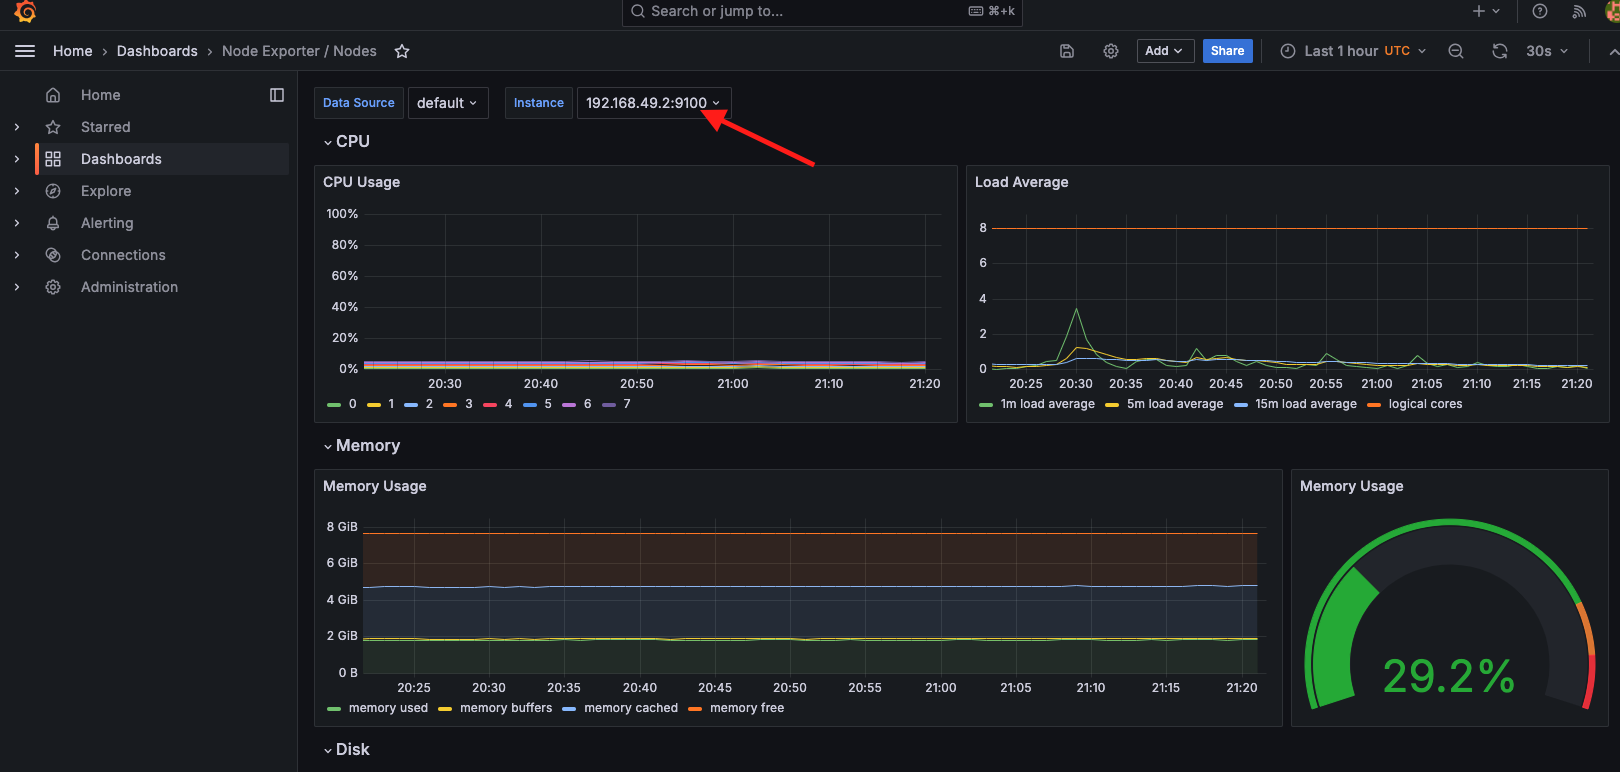 Search or jump to... ⌘+k
Home › Dashboards › Node Exporter / Nodes Add Share Last 1 hour UTC 30s
Home
Starred
Dashboards
Explore
Alerting
Connections
Administration
Data Source default Instance 192.168.49.2:9100
CPU
CPU Usage
100%
80%
60%
40%
20%
0%
20:30 20:40 20:50 21:00 21:10 21:20
0 1 2 3 4 5 6 7
Load Average
8
6
4
2
0
20:25 20:30 20:35 20:40 20:45 20:50 20:55 21:00 21:05 21:10 21:15 21:20
1m load average 5m load average 15m load average logical cores
Memory
Memory Usage
8 GiB
6 GiB
4 GiB
2 GiB
0 B
20:25 20:30 20:35 20:40 20:45 20:50 20:55 21:00 21:05 21:10 21:15 21:20
memory used memory buffers memory cached memory free
Memory Usage
29.2%
Disk